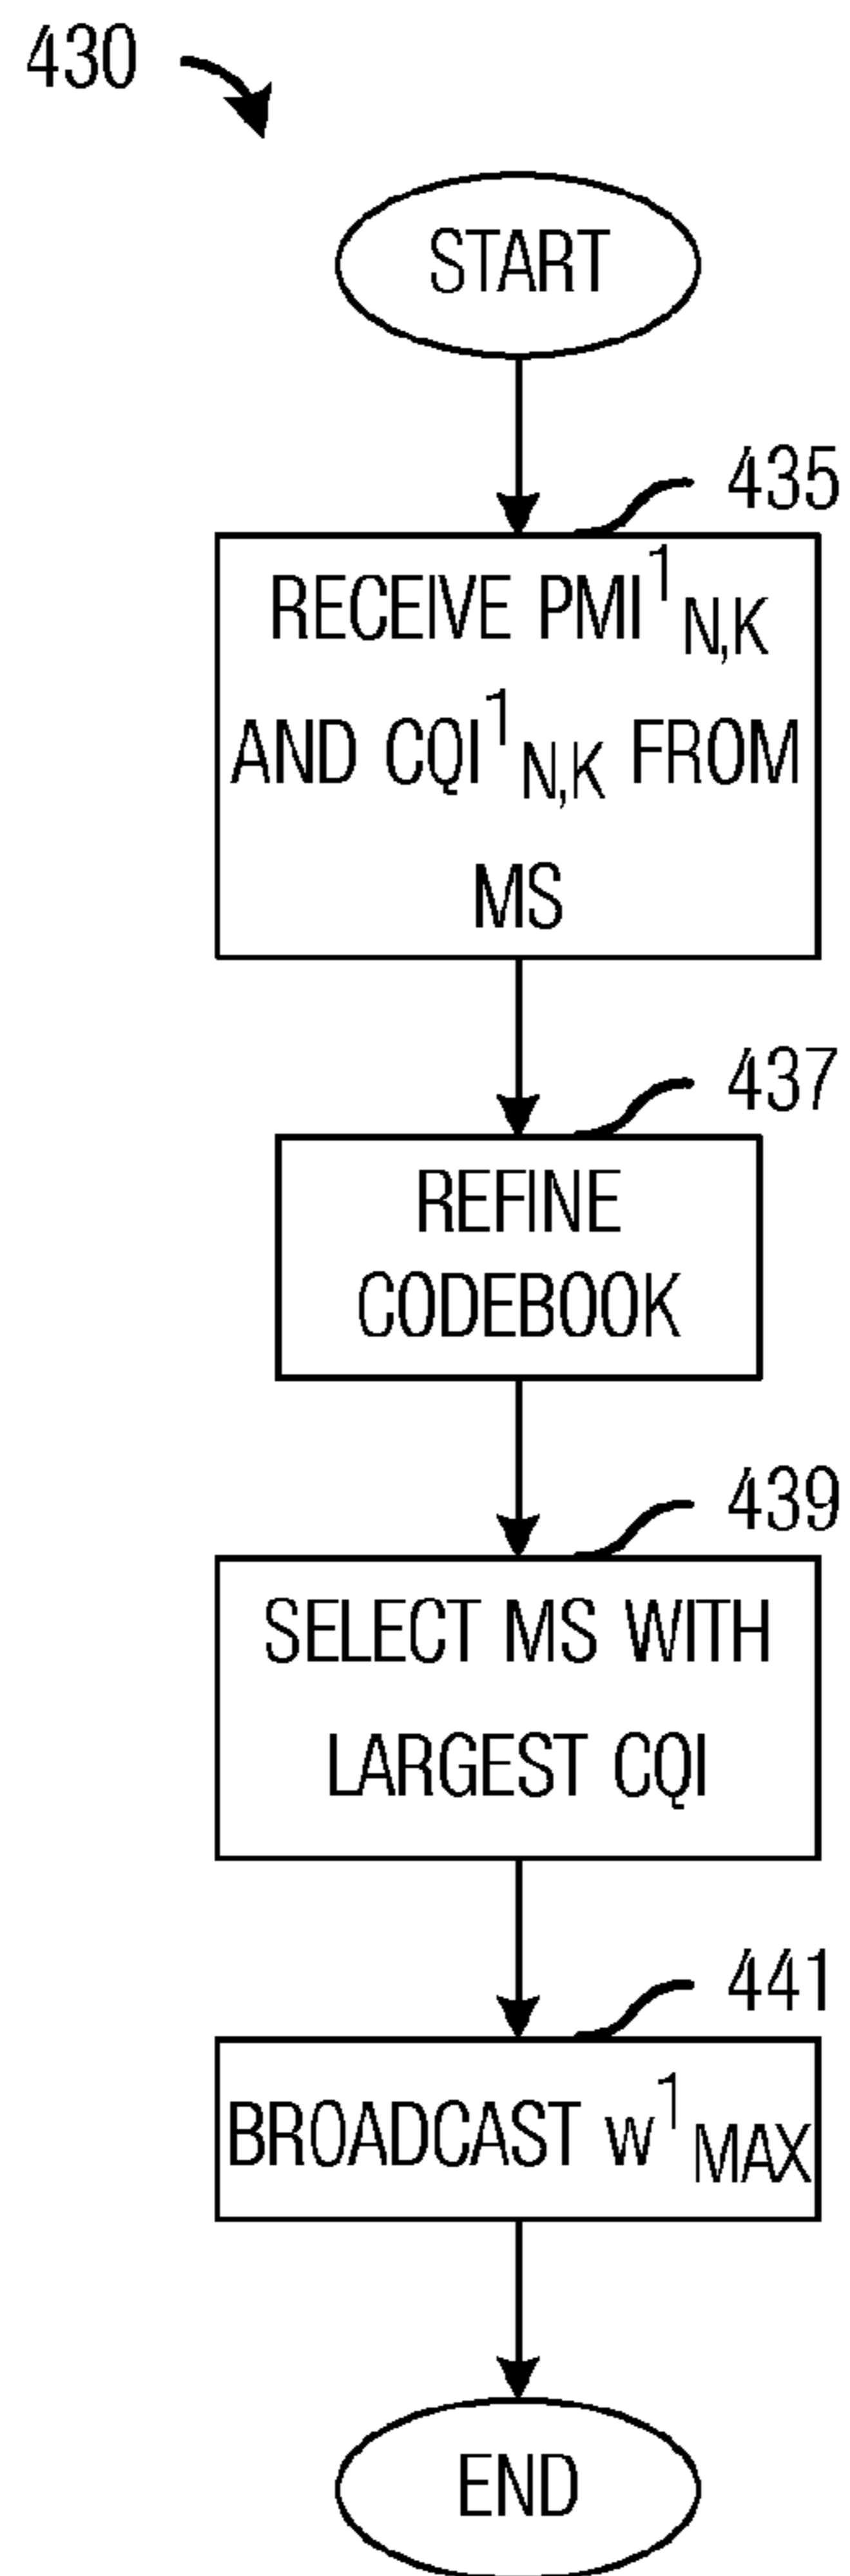 430
START
435
RECEIVE PMI¹N,K
AND CQI¹N,K FROM
MS
437
REFINE
CODEBOOK
439
SELECT MS WITH
LARGEST CQI
441
BROADCAST w¹MAX
END